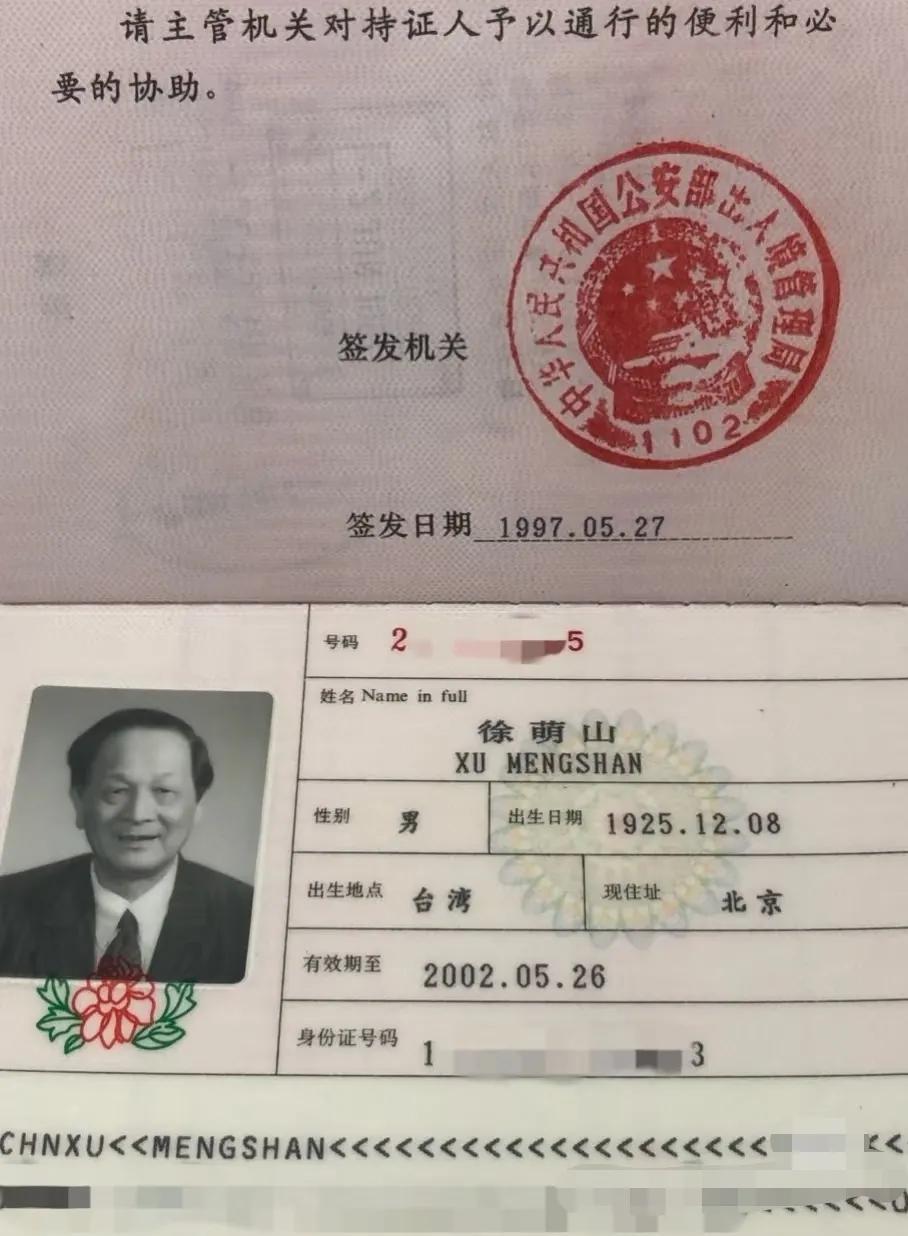 请主管机关对持证人予以通行的便利和必
要的协助。
中华人民共和国公安部出入境管理局
1102
签发机关
签发日期 1997.05.27
号码 2 5
姓名 Name in full
徐萌山
XU MENGSHAN
性别 男 出生日期 1925.12.08
出生地点 台湾 现住址 北京
有效期至 2002.05.26
身份证号码 1 3
CHNXU<<MENGSHAN<<<<<<<<<<<<<<<<<<<<<<